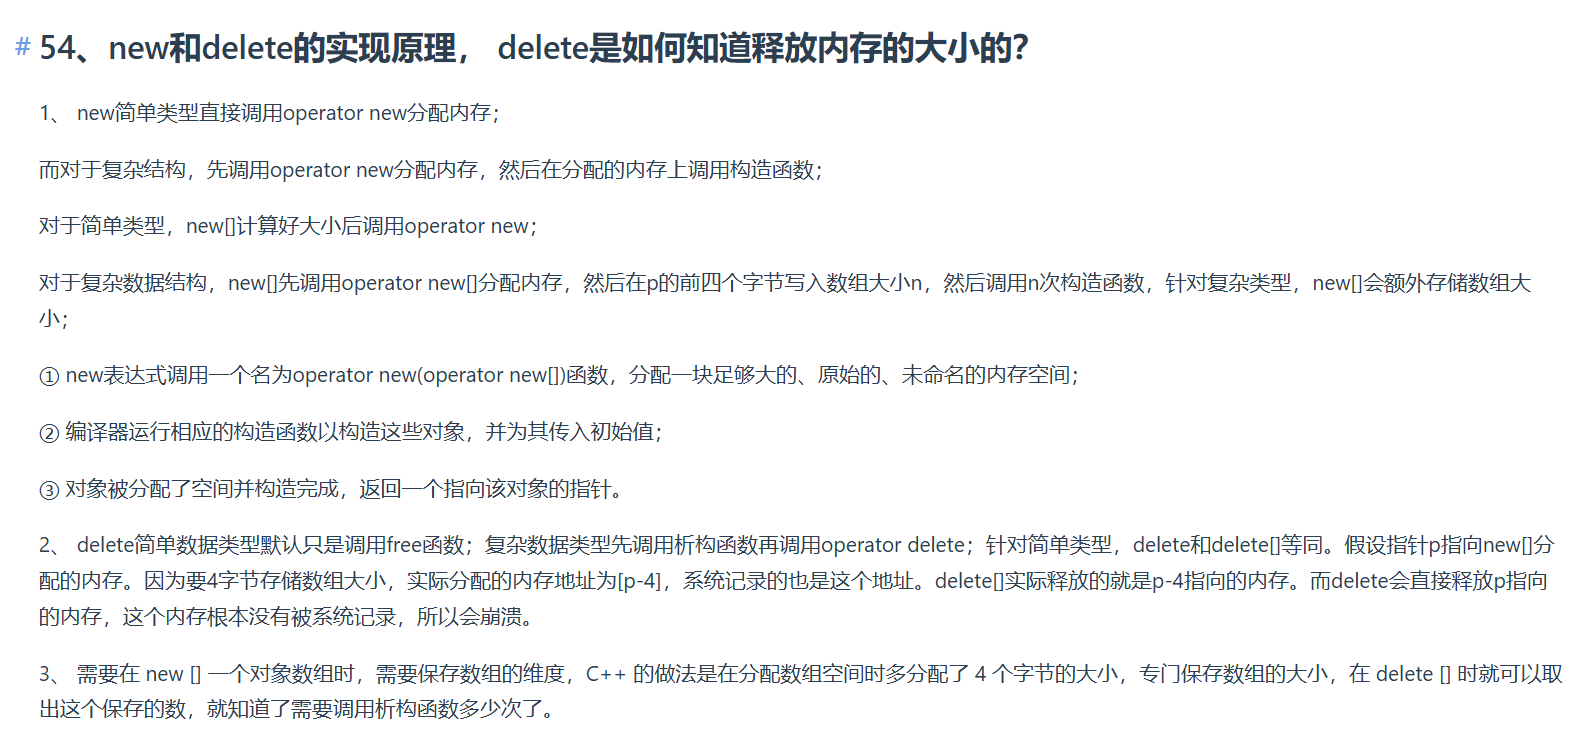 # 54、new和delete的实现原理， delete是如何知道释放内存的大小的？
1、 new简单类型直接调用operator new分配内存；
而对于复杂结构，先调用operator new分配内存，然后在分配的内存上调用构造函数；
对于简单类型，new[]计算好大小后调用operator new；
对于复杂数据结构，new[]先调用operator new[]分配内存，然后在p的前四个字节写入数组大小n，然后调用n次构造函数，针对复杂类型，new[]会额外存储数组大
小；
① new表达式调用一个名为operator new(operator new[])函数，分配一块足够大的、原始的、未命名的内存空间；
② 编译器运行相应的构造函数以构造这些对象，并为其传入初始值；
③ 对象被分配了空间并构造完成，返回一个指向该对象的指针。
2、 delete简单数据类型默认只是调用free函数；复杂数据类型先调用析构函数再调用operator delete；针对简单类型，delete和delete[]等同。假设指针p指向new[]分
配的内存。因为要4字节存储数组大小，实际分配的内存地址为[p-4]，系统记录的也是这个地址。delete[]实际释放的就是p-4指向的内存。而delete会直接释放p指向
的内存，这个内存根本没有被系统记录，所以会崩溃。
3、 需要在 new [] 一个对象数组时，需要保存数组的维度，C++ 的做法是在分配数组空间时多分配了 4 个字节的大小，专门保存数组的大小，在 delete [] 时就可以取
出这个保存的数，就知道了需要调用析构函数多少次了。